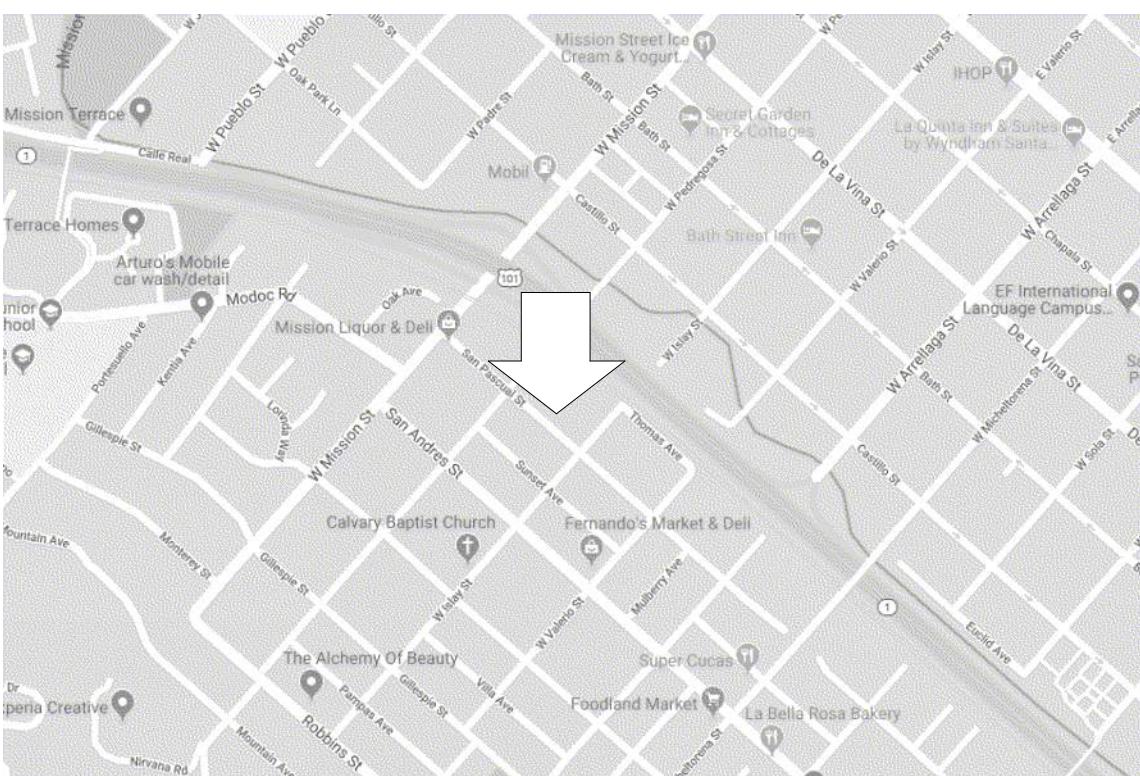 Mission
W Pueblo St
Mission Street Ice
Cream & Yogurt...
IHOP
W Islay St
E Valerio St
Oak Park Ln
Bath St
W Padre St
Mission Terrace
W Pueblo St
W Mission St
Secret Garden
Inn & Cottages
La Quinta Inn & Suites
by Wyndham Santa...
Bath St
1
Calle Real
Mobil
W Pedregosa St
De La Vina St
Castillo St
W Arrellaga St
Terrace Homes
Bath Street Inn
Chapala St
Arturo's Mobile
car wash/detail
W Valerio St
101
EF International
Language Campus...
Modoc Rd
Oak Ave
Mission Liquor & Deli
W Islay St
De La Vina St
Portesuello Ave
Kentia Ave
San Pascual St
W Arrellaga St
Bath St
Lorinda Way
San Andres St
Thomas Ave
W Micheltorena St
Gillespie St
W Mission St
Castillo St
W Sola St
Sunset Ave
Calvary Baptist Church
Fernando's Market & Deli
Mountain Ave
Monterey St
Gillespie St
W Islay St
Mulberry Ave
1
W Valerio St
Euclid Ave
The Alchemy Of Beauty
Super Cucas
Pampas Ave
Gillespie St
Villa Ave
Foodland Market
La Bella Rosa Bakery
Dr
Robbins St
Mountain Ave
Nirvana Rd